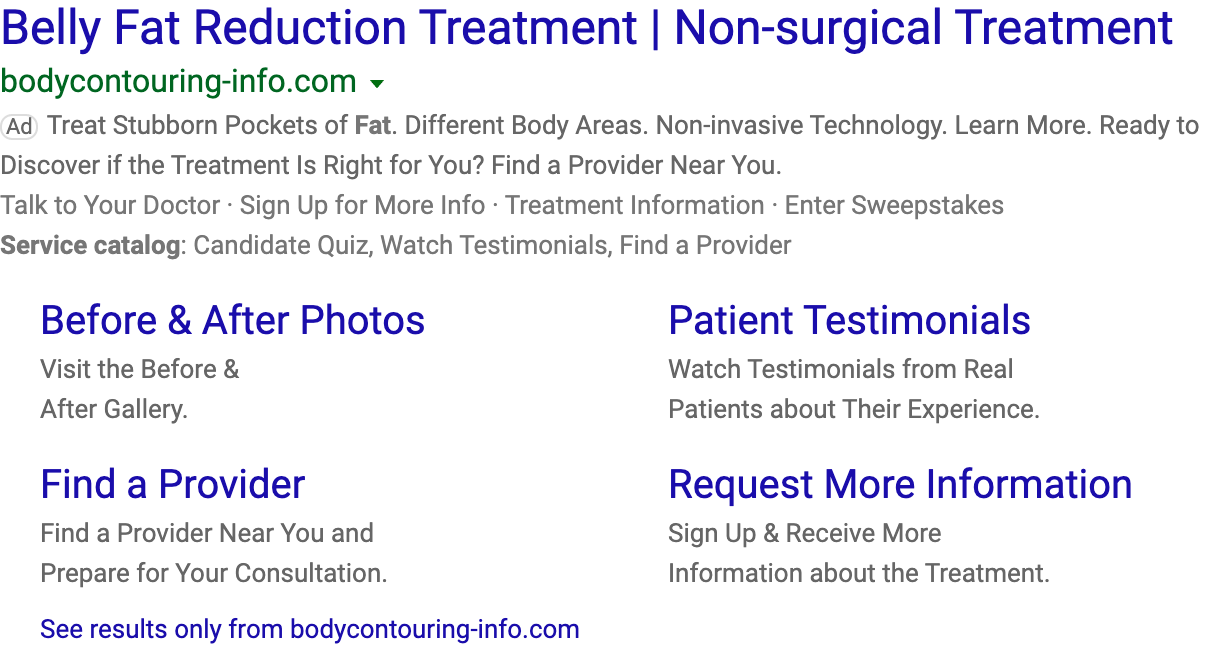 Belly Fat Reduction Treatment | Non-surgical Treatment
bodycontouring-info.com
Ad Treat Stubborn Pockets of Fat. Different Body Areas. Non-invasive Technology. Learn More. Ready to
Discover if the Treatment Is Right for You? Find a Provider Near You.
Talk to Your Doctor · Sign Up for More Info · Treatment Information · Enter Sweepstakes
Service catalog: Candidate Quiz, Watch Testimonials, Find a Provider
Before & After Photos
Visit the Before &
After Gallery.
Patient Testimonials
Watch Testimonials from Real
Patients about Their Experience.
Find a Provider
Find a Provider Near You and
Prepare for Your Consultation.
Request More Information
Sign Up & Receive More
Information about the Treatment.
See results only from bodycontouring-info.com